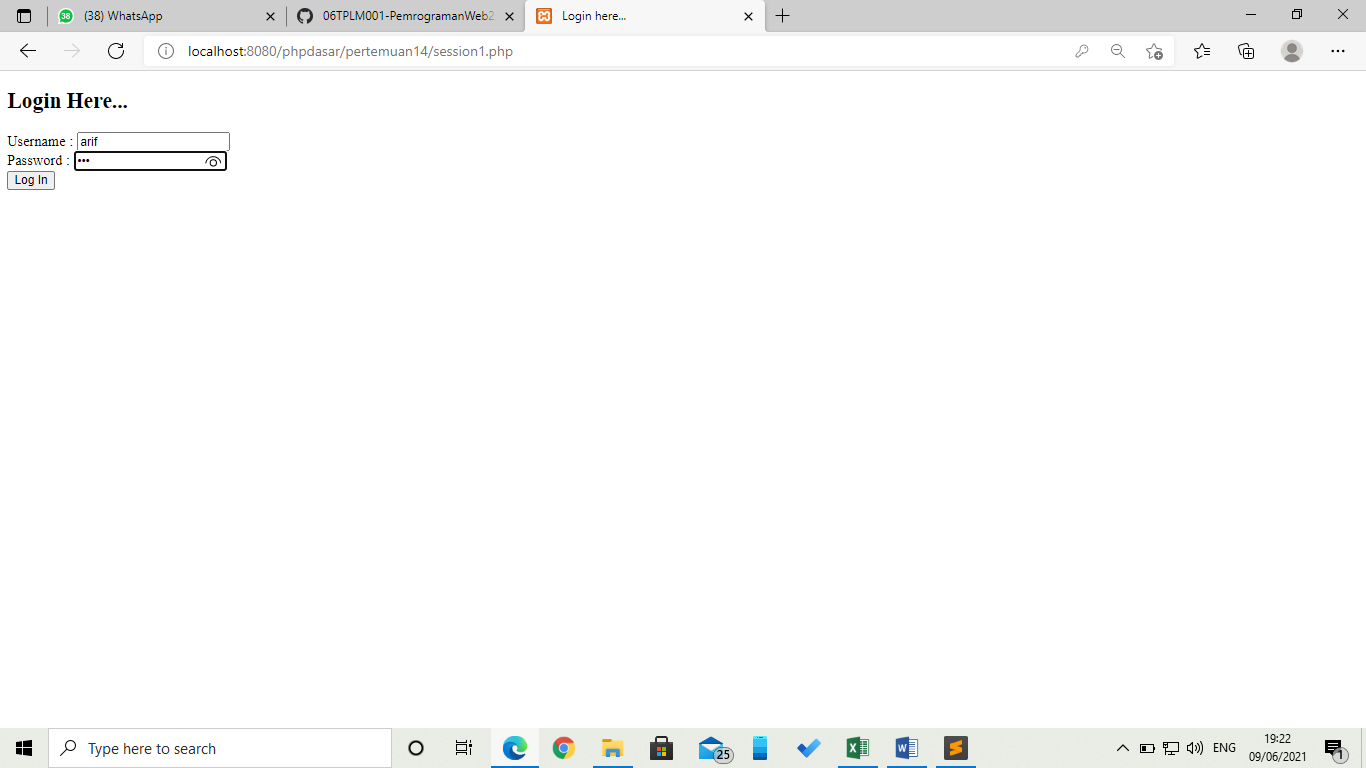 38
(38) WhatsApp
06TPLM001-PemrogramanWeb2
Login here...
localhost:8080/phpdasar/pertemuan14/session1.php
Login Here...
Username : arif
Password : •••
Log In
Type here to search
25
ENG
19:22
09/06/2021
1